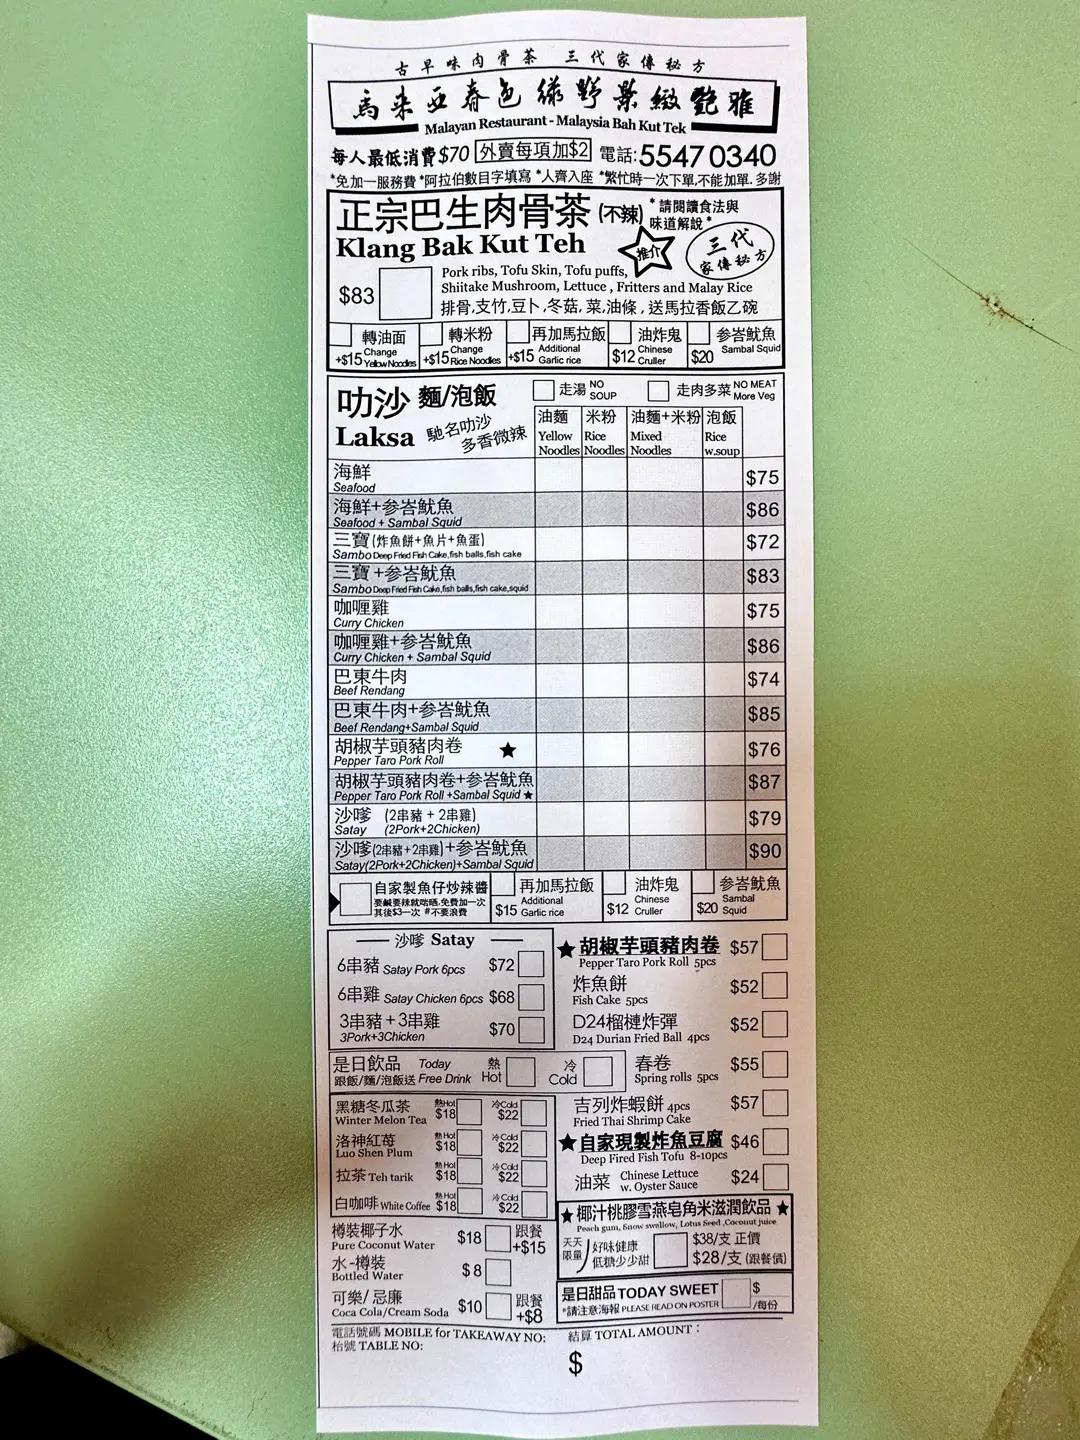 古早味肉骨茶 三代家傳秘方
馬來亞春色綠野景緻艷雅
Malayan Restaurant - Malaysia Bah Kut Tek
每人最低消費$70 外賣每項加$2 電話:5547 0340
*免加一服務費 *阿拉伯數目字填寫 *人齊入座 *繁忙時一次下單,不能加單. 多謝
正宗巴生肉骨茶 (不辣) *請閱讀食法與
味道解說*
Klang Bak Kut Teh 推介 三代
家傳秘方
$83 Pork ribs, Tofu Skin, Tofu puffs,
Shiitake Mushroom, Lettuce , Fritters and Malay Rice
排骨,支竹,豆卜,冬菇,菜,油條,送馬拉香飯乙碗
轉油面 轉米粉 再加馬拉飯 油炸鬼 參峇魷魚
+$15 Change Yellow Noodles +$15 Change Rice Noodles +$15 Additional Garlic rice $12 Chinese Cruller $20 Sambal Squid
叻沙 麵/泡飯 走湯 NO SOUP 走肉多菜 NO MEAT More Veg
Laksa 馳名叻沙
多香微辣
油麵 米粉 油麵+米粉 泡飯
Yellow Noodles Rice Noodles Mixed Noodles Rice w.soup
海鮮 $75
Seafood
海鮮+參峇魷魚 $86
Seafood + Sambal Squid
三寶(炸魚餅+魚片+魚蛋) $72
Sambo Deep Fried Fish Cake,fish balls,fish cake
三寶+參峇魷魚 $83
Sambo Deep Fried Fish Cake,fish balls,fish cake,squid
咖喱雞 $75
Curry Chicken
咖喱雞+參峇魷魚 $86
Curry Chicken + Sambal Squid
巴東牛肉 $74
Beef Rendang
巴東牛肉+參峇魷魚 $85
Beef Rendang+Sambal Squid
胡椒芋頭豬肉卷 ★ $76
Pepper Taro Pork Roll
胡椒芋頭豬肉卷+參峇魷魚 $87
Pepper Taro Pork Roll +Sambal Squid ★
沙嗲 (2串豬 + 2串雞) $79
Satay (2Pork+2Chicken)
沙嗲(2串豬+2串雞)+參峇魷魚 $90
Satay(2Pork+2Chicken)+Sambal Squid
自家製魚仔炒辣醬 再加馬拉飯 油炸鬼 參峇魷魚
要鹹要辣就啱晒.免費加一次
其後$3一次 #不要浪費
$15 Additional Garlic rice $12 Chinese Cruller $20 Sambal Squid
沙嗲 Satay
6串豬 Satay Pork 6pcs $72
6串雞 Satay Chicken 6pcs $68
3串豬+3串雞 $70
3Pork+3Chicken
★ 胡椒芋頭豬肉卷 $57
Pepper Taro Pork Roll 5pcs
炸魚餅 $52
Fish Cake 5pcs
D24榴槤炸彈 $52
D24 Durian Fried Ball 4pcs
春卷 $55
Spring rolls 5pcs
吉列炸蝦餅 4pcs $57
Fried Thai Shrimp Cake
★ 自家現製炸魚豆腐 $46
Deep Fired Fish Tofu 8-10pcs
油菜 Chinese Lettuce w. Oyster Sauce $24
是日飲品 Today 熱 冷
跟飯/麵/泡飯送 Free Drink Hot Cold
黑糖冬瓜茶 熱Hot $18 冷Cold $22
Winter Melon Tea
洛神紅苺 熱Hot $18 冷Cold $22
Luo Shen Plum
拉茶 Teh tarik 熱Hot $18 冷Cold $22
白咖啡 White Coffee 熱Hot $18 冷Cold $22
樽裝椰子水 $18 跟餐
Pure Coconut Water +$15
水-樽裝 $8
Bottled Water
可樂/忌廉 $10 跟餐
Coca Cola/Cream Soda +$8
★ 椰汁桃膠雪燕皂角米滋潤飲品 ★
Peach gum, Snow swallow, Lotus Seed ,Coconut juice
天天 限量 好味健康 $38/支 正價
低糖少少甜 $28/支 (跟餐價)
是日甜品 TODAY SWEET $
*請注意海報 PLEASE READ ON POSTER /每份
電話號碼 MOBILE for TAKEAWAY NO: 結算 TOTAL AMOUNT :
枱號 TABLE NO: $